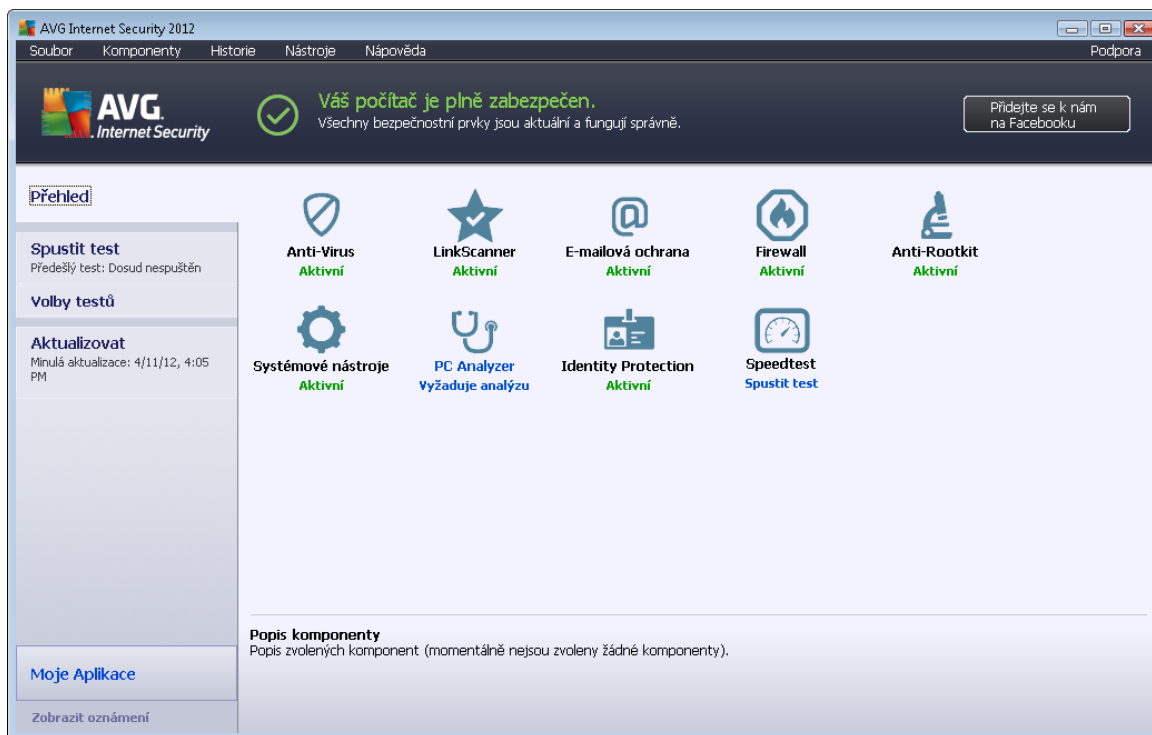 AVG Internet Security 2012
Soubor Komponenty Historie Nástroje Nápověda Podpora
AVG.
Internet Security
Váš počítač je plně zabezpečen.
Všechny bezpečnostní prvky jsou aktuální a fungují správně.
Přidejte se k nám
na Facebooku
Přehled
Spustit test
Předešlý test: Dosud nespuštěn
Volby testů
Aktualizovat
Minulá aktualizace: 4/11/12, 4:05
PM
Anti-Virus
Aktivní
LinkScanner
Aktivní
E-mailová ochrana
Aktivní
Firewall
Aktivní
Anti-Rootkit
Aktivní
Systémové nástroje
Aktivní
PC Analyzer
Vyžaduje analýzu
Identity Protection
Aktivní
Speedtest
Spustit test
Popis komponenty
Popis zvolených komponent (momentálně nejsou zvoleny žádné komponenty).
Moje Aplikace
Zobrazit oznámení